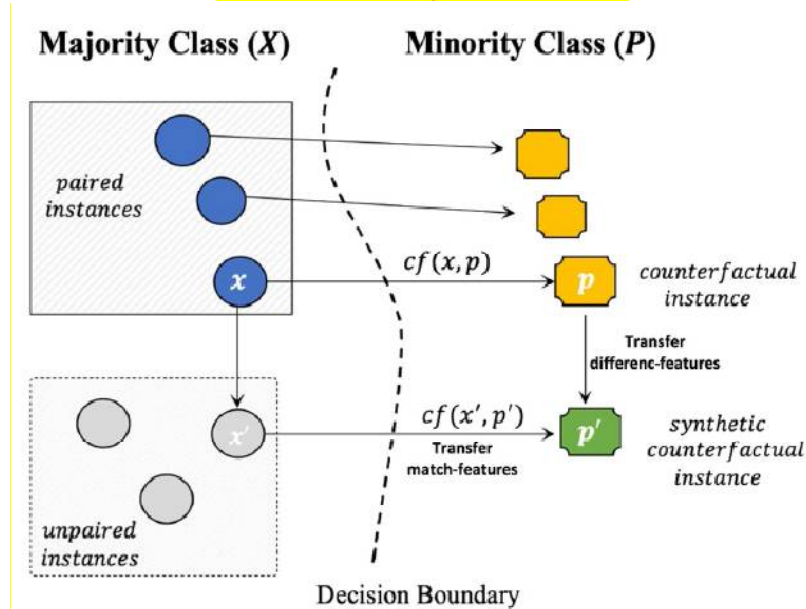 Majority Class (X)
Minority Class (P)
paired
instances
x
cf(x, p)
p
counterfactual
instance
Transfer
differenc-features
x'
cf(x', p')
Transfer
match-features
p'
synthetic
counterfactual
instance
unpaired
instances
Decision Boundary